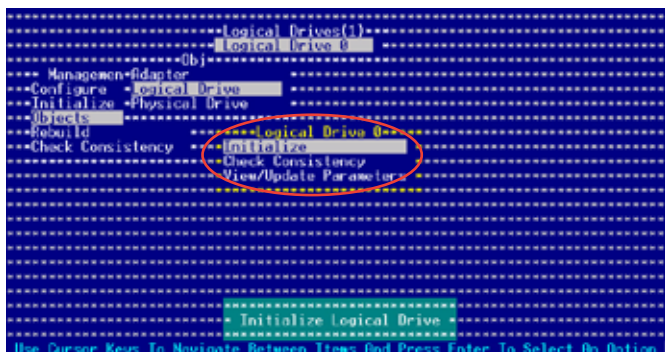 Logical Drives(1)
Logical Drive 0
Obj
Managemen Adapter
Configure Logical Drive
Initialize Physical Drive
Objects
Rebuild Logical Drive 0
Check Consistency Initialize
Check Consistency
View/Update Parameters
Initialize Logical Drive
Use Cursor Keys To Navigate Between Items And Press Enter To Select An Option